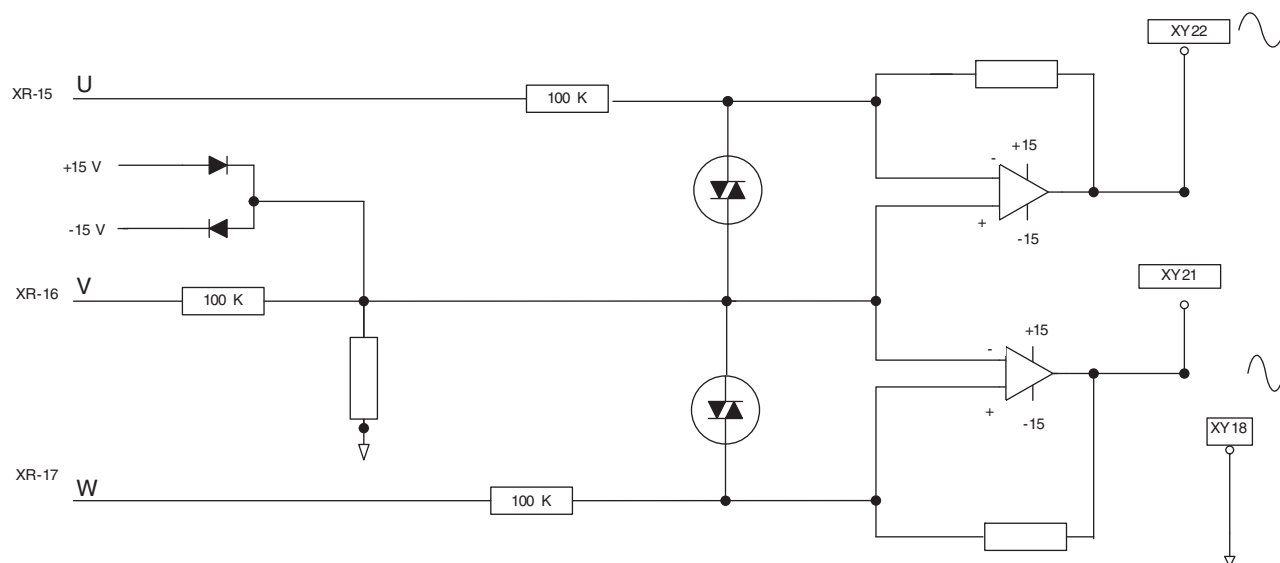 XY22
XR-15 U
100 K
+15 V
+15
-
+
-15
-15 V
XY21
XR-16 V
100 K
+15
-
+
-15
XY18
XR-17 W
100 K